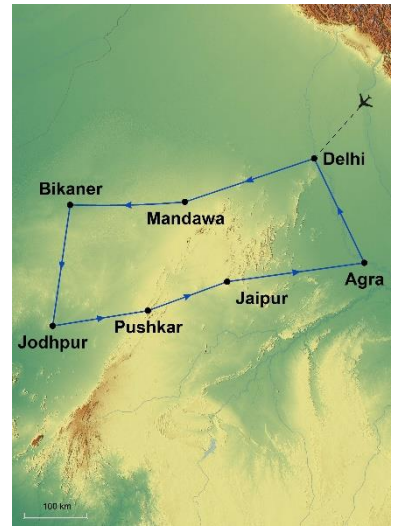 Delhi
Bikaner
Mandawa
Agra
Jaipur
Pushkar
Jodhpur
100 km